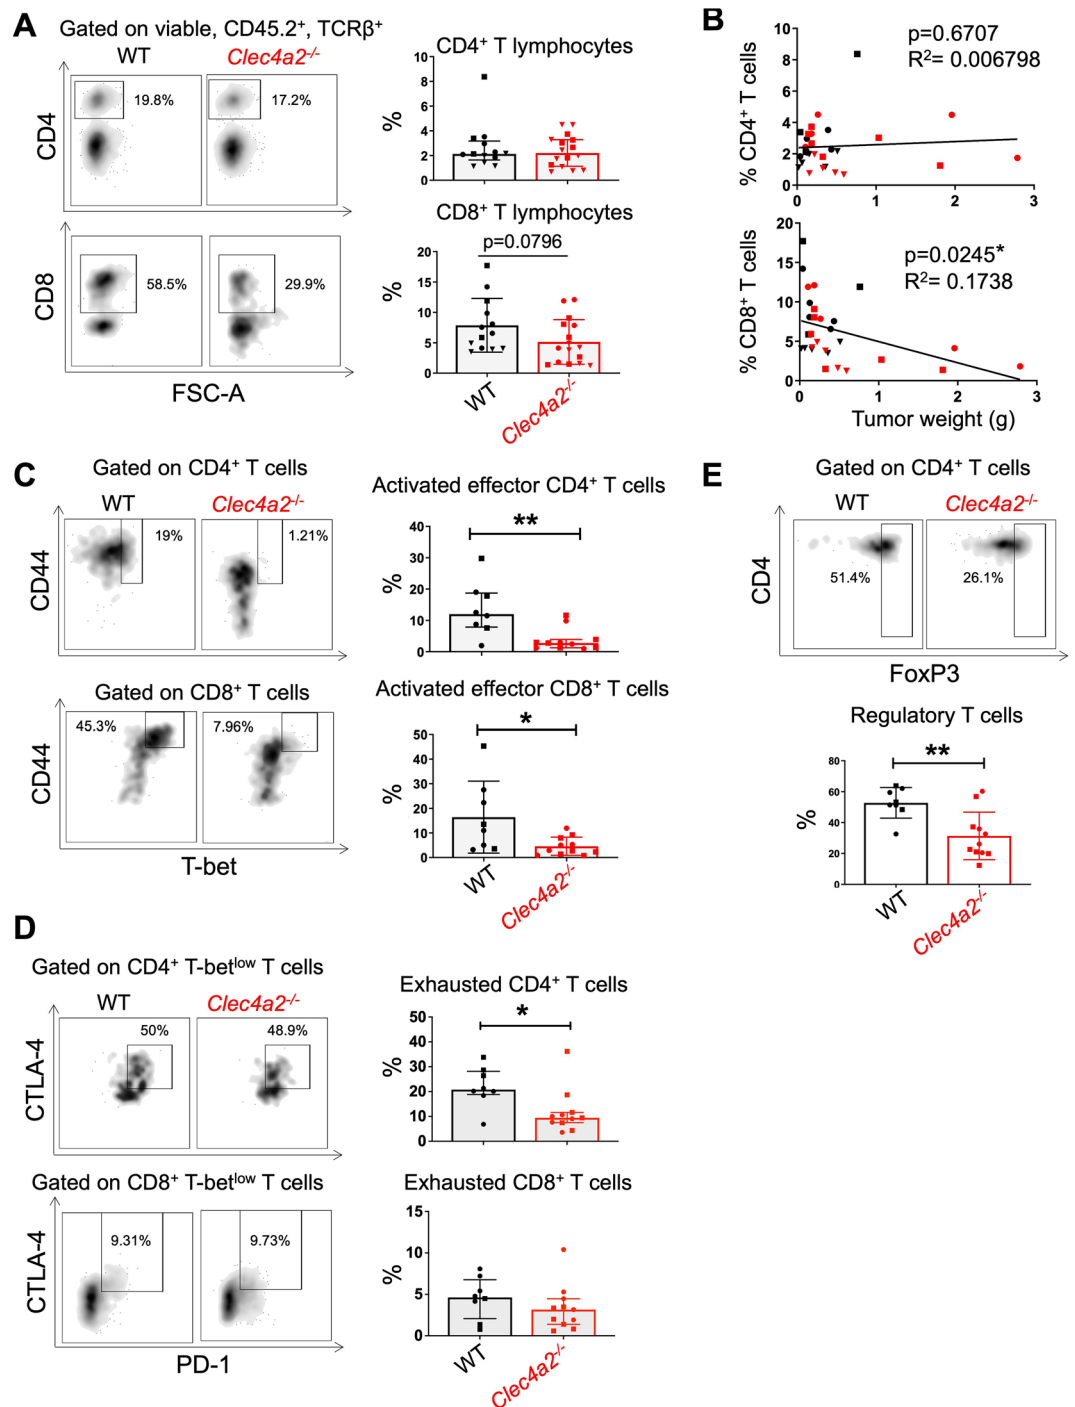 A
Gated on viable, CD45.2⁺, TCRβ⁺
WT
Clec4a2⁻/⁻
CD4
19.8%
17.2%
CD8
58.5%
29.9%
FSC-A
CD4⁺ T lymphocytes
%
10
8
6
4
2
0
CD8⁺ T lymphocytes
p=0.0796
%
20
15
10
5
0
WT
Clec4a2⁻/⁻
B
p=0.6707
R²= 0.006798
% CD4⁺ T cells
10
8
6
4
2
0
0 1 2 3
p=0.0245*
R²= 0.1738
% CD8⁺ T cells
20
15
10
5
0
0 1 2 3
Tumor weight (g)
C
Gated on CD4⁺ T cells
WT
Clec4a2⁻/⁻
CD44
19%
1.21%
Gated on CD8⁺ T cells
CD44
45.3%
7.96%
T-bet
Activated effector CD4⁺ T cells
**
%
40
30
20
10
0
Activated effector CD8⁺ T cells
*
%
50
40
30
20
10
0
WT
Clec4a2⁻/⁻
E
Gated on CD4⁺ T cells
WT
Clec4a2⁻/⁻
CD4
51.4%
26.1%
FoxP3
Regulatory T cells
**
%
80
60
40
20
0
WT
Clec4a2⁻/⁻
D
Gated on CD4⁺ T-betˡᵒʷ T cells
WT
Clec4a2⁻/⁻
CTLA-4
50%
48.9%
Gated on CD8⁺ T-betˡᵒʷ T cells
CTLA-4
9.31%
9.73%
PD-1
Exhausted CD4⁺ T cells
*
%
50
40
30
20
10
0
Exhausted CD8⁺ T cells
%
15
10
5
0
WT
Clec4a2⁻/⁻